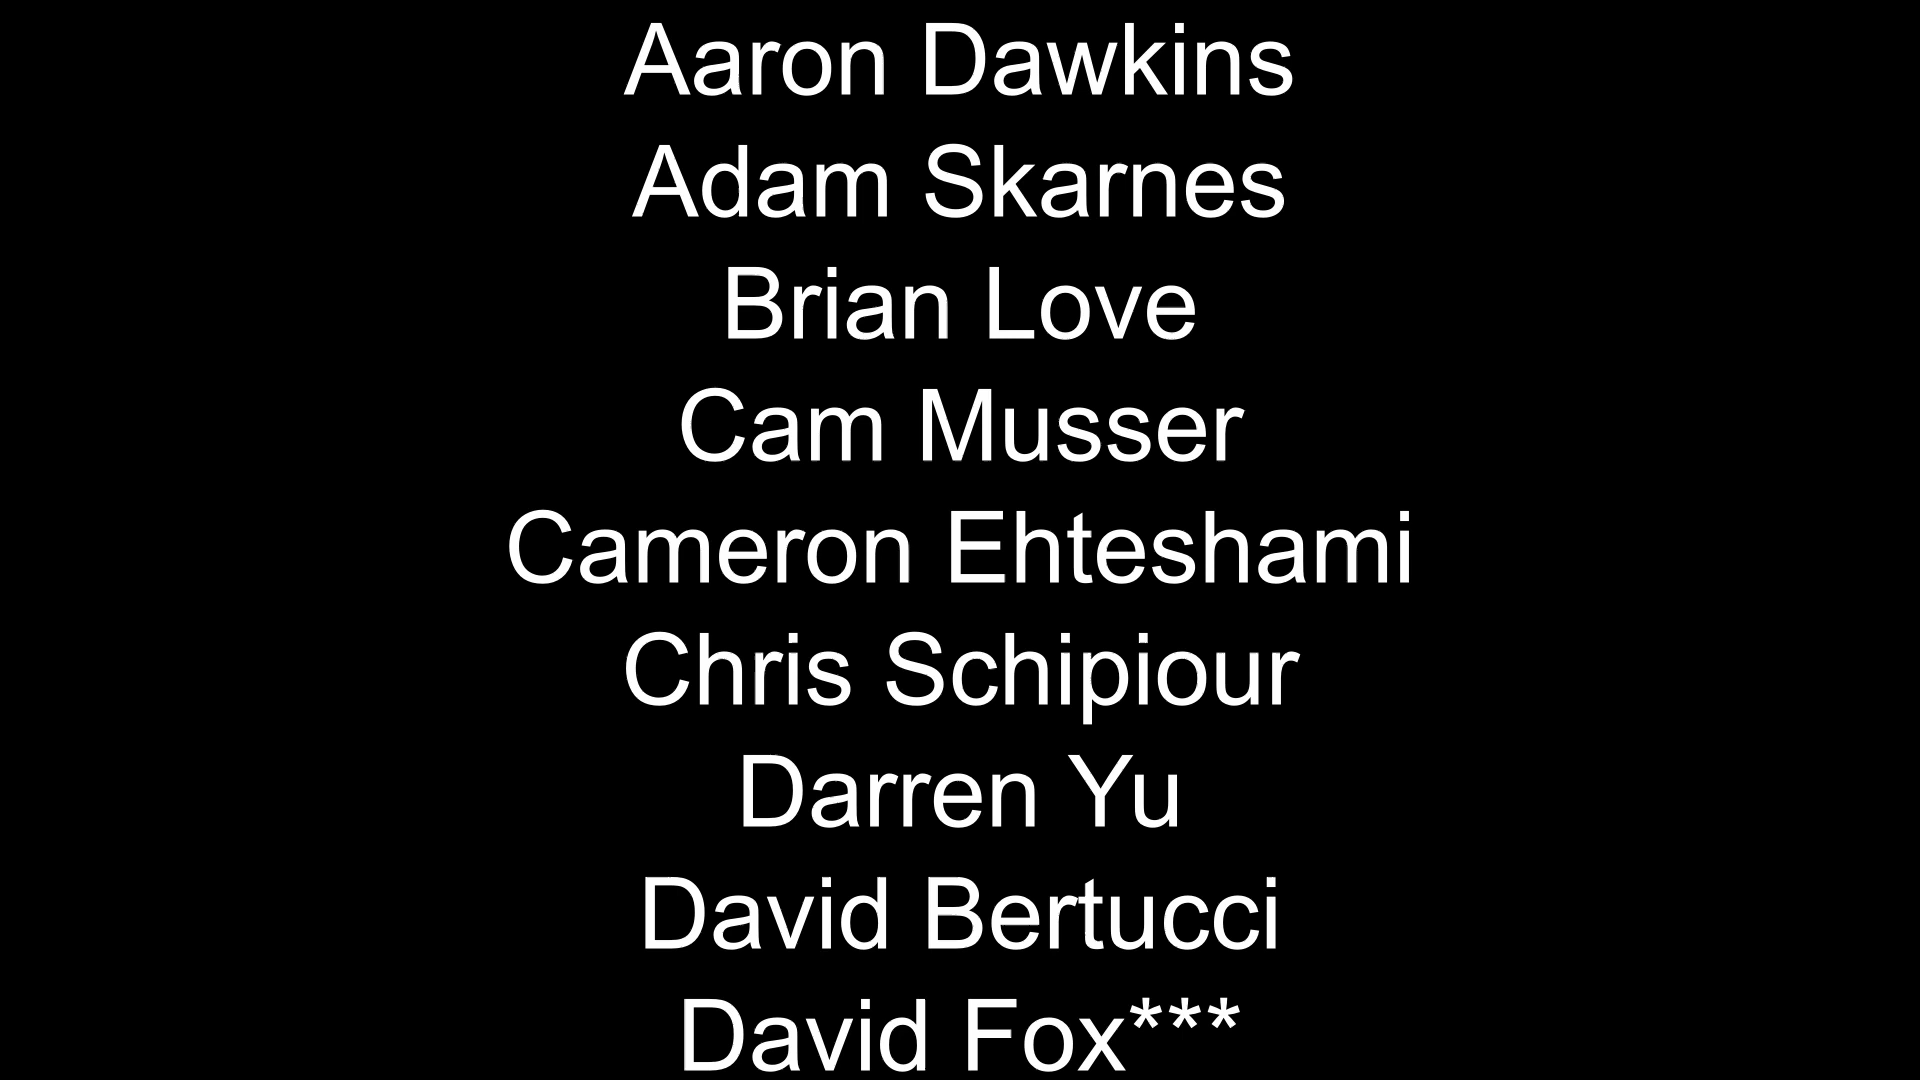 Aaron Dawkins
Adam Skarnes
Brian Love
Cam Musser
Cameron Ehteshami
Chris Schipiour
Darren Yu
David Bertucci
David Fox***